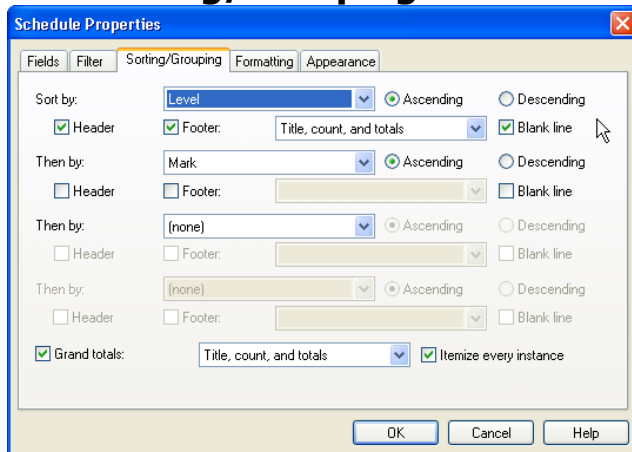 Schedule Properties
Fields Filter Sorting/Grouping Formatting Appearance
Sort by: Level Ascending Descending
Header Footer: Title, count, and totals Blank line
Then by: Mark Ascending Descending
Header Footer: Blank line
Then by: (none) Ascending Descending
Header Footer: Blank line
Then by: (none) Ascending Descending
Header Footer: Blank line
Grand totals: Title, count, and totals Itemize every instance
OK Cancel Help